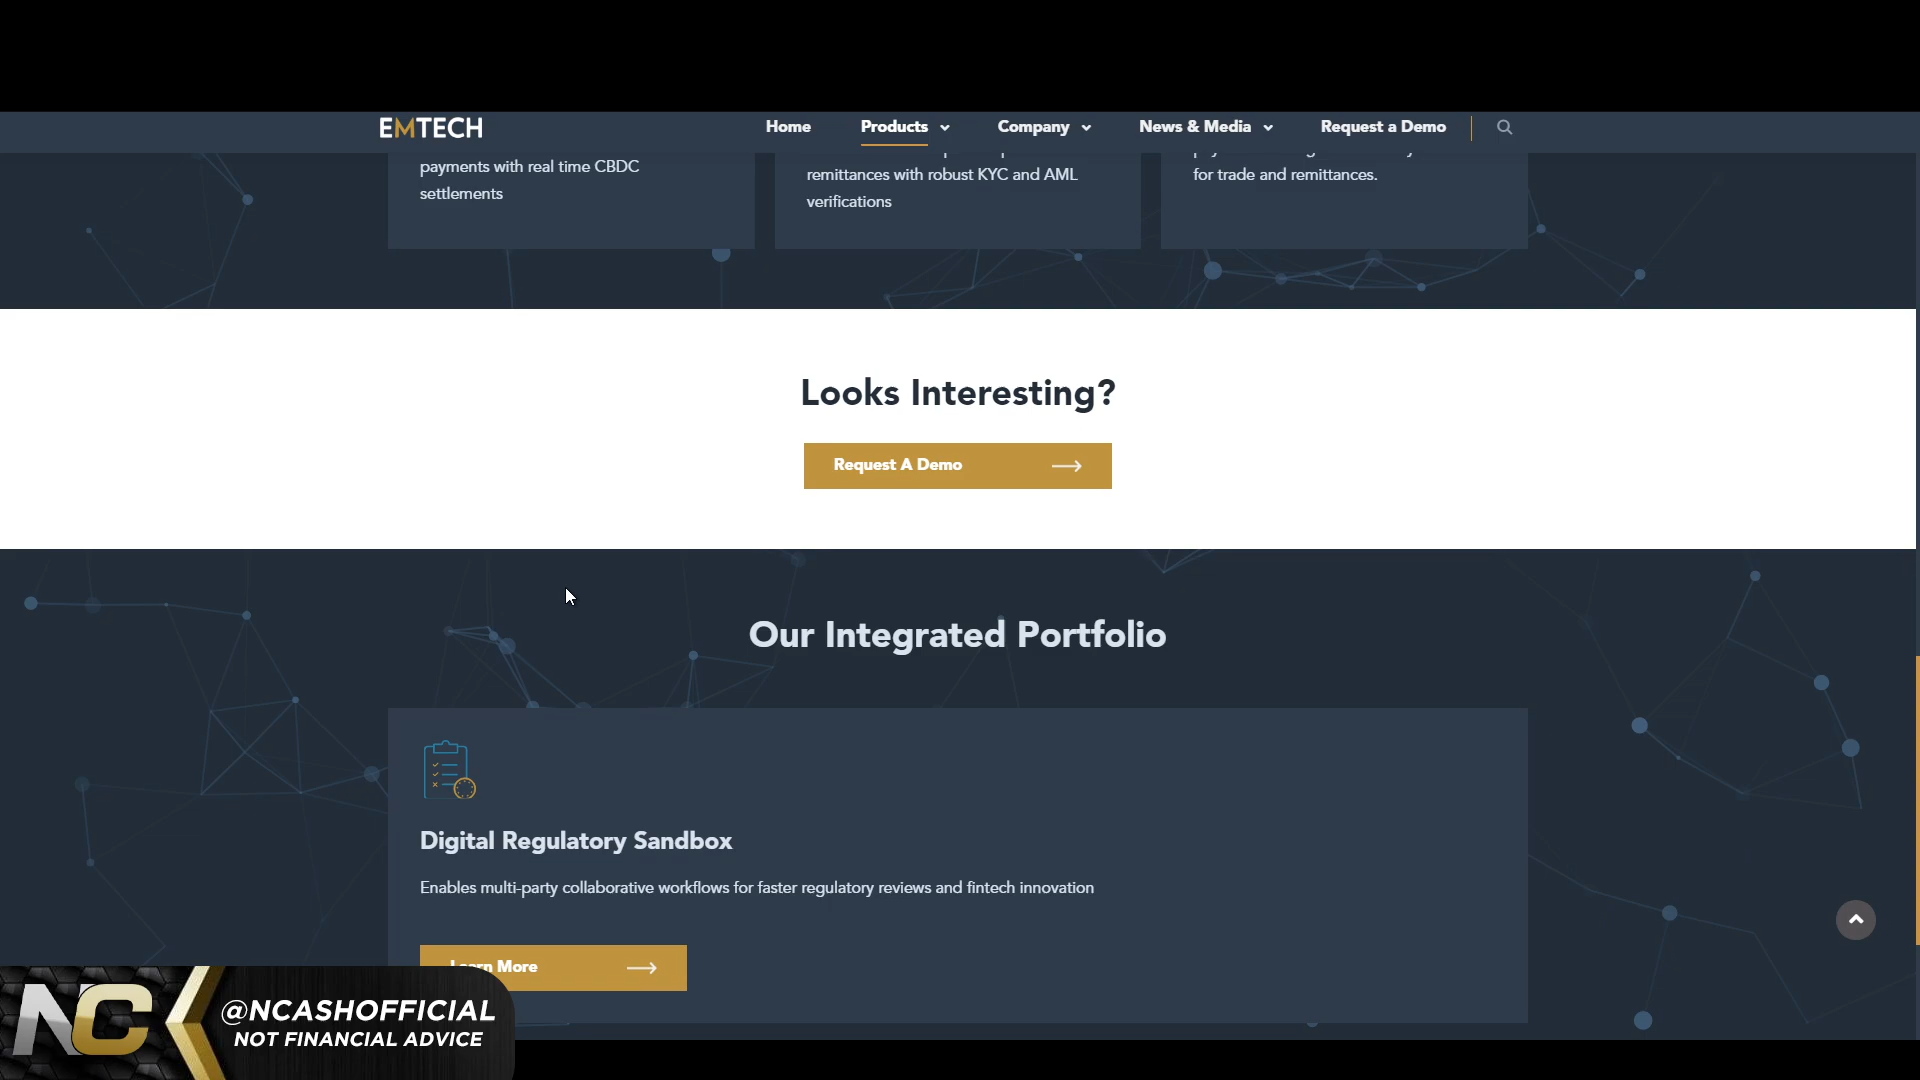 EMTECH
Home
Products
Company
News & Media
Request a Demo
payments with real time CBDC
settlements
remittances with robust KYC and AML
verifications
for trade and remittances.
Looks Interesting?
Request A Demo
Our Integrated Portfolio
Digital Regulatory Sandbox
Enables multi-party collaborative workflows for faster regulatory reviews and fintech innovation
Learn More
NC
@NCASHOFFICIAL
NOT FINANCIAL ADVICE